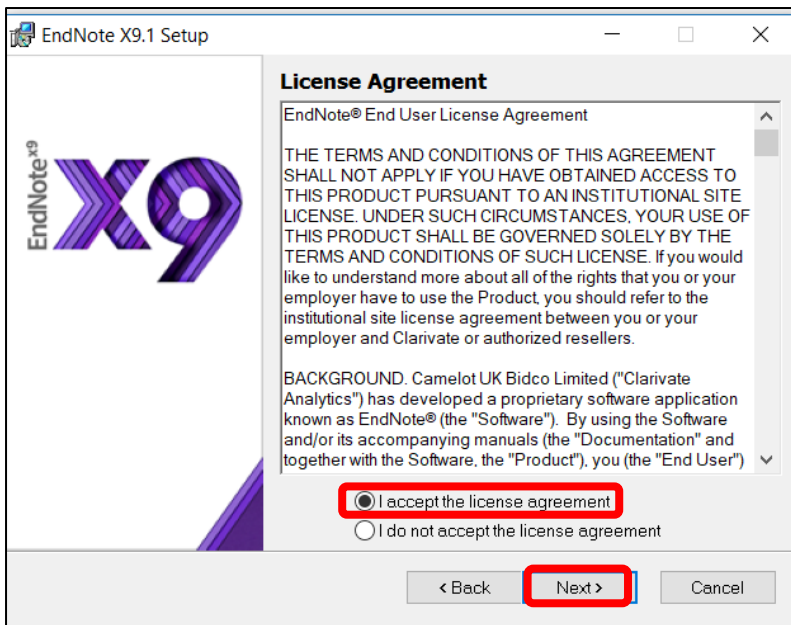 EndNote X9.1 Setup
License Agreement
EndNote® End User License Agreement
THE TERMS AND CONDITIONS OF THIS AGREEMENT
SHALL NOT APPLY IF YOU HAVE OBTAINED ACCESS TO
THIS PRODUCT PURSUANT TO AN INSTITUTIONAL SITE
LICENSE. UNDER SUCH CIRCUMSTANCES, YOUR USE OF
THIS PRODUCT SHALL BE GOVERNED SOLELY BY THE
TERMS AND CONDITIONS OF SUCH LICENSE. If you would
like to understand more about all of the rights that you or your
employer have to use the Product, you should refer to the
institutional site license agreement between you or your
employer and Clarivate or authorized resellers.
BACKGROUND. Camelot UK Bidco Limited ("Clarivate
Analytics") has developed a proprietary software application
known as EndNote® (the "Software"). By using the Software
and/or its accompanying manuals (the "Documentation" and
together with the Software, the "Product"), you (the "End User")
EndNote x9
X9
I accept the license agreement
I do not accept the license agreement
< Back
Next >
Cancel